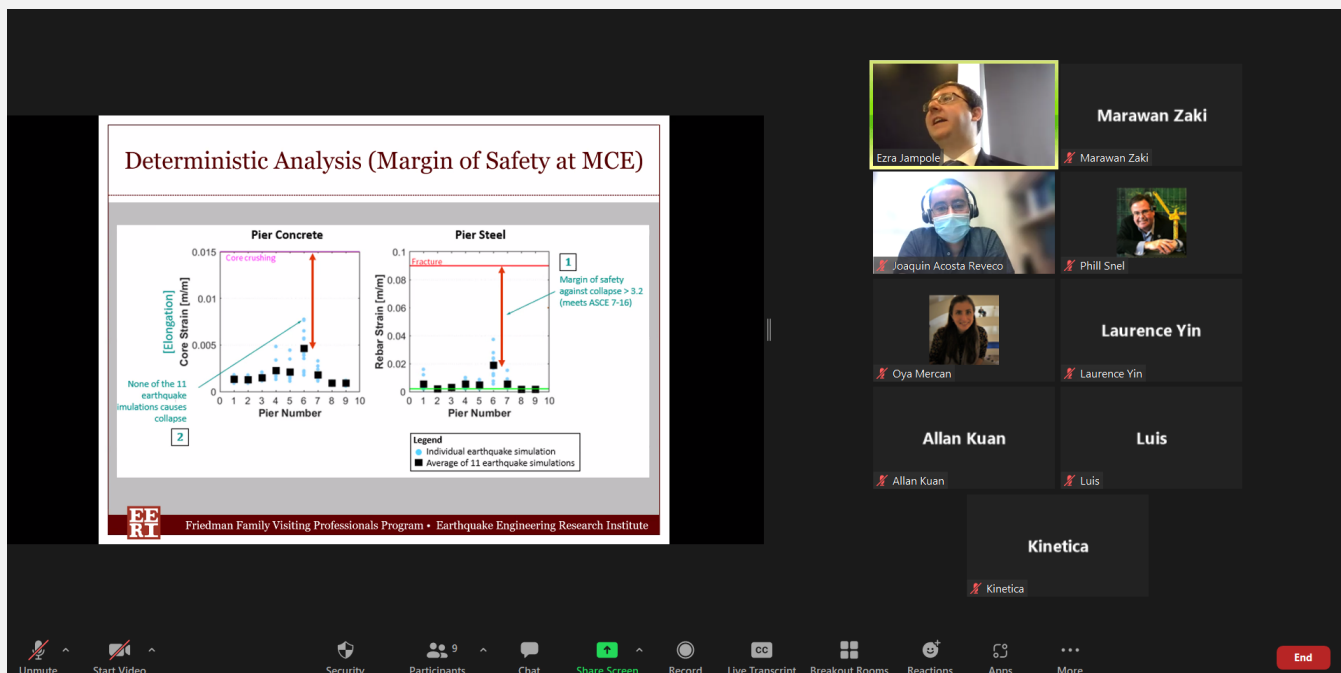 Deterministic Analysis (Margin of Safety at MCE)
Pier Concrete
0.015
0.01
0.005
0
[Elongation]
Core Strain [m/m]
Core crushing
0 1 2 3 4 5 6 7 8 9 10
Pier Number
None of the 11
earthquake
imulations causes
collapse
2
Pier Steel
0.1
0.08
0.06
0.04
0.02
0
Rebar Strain [m/m]
Fracture
0 1 2 3 4 5 6 7 8 9 10
Pier Number
1
Margin of safety
against collapse > 3.2
(meets ASCE 7-16)
Legend
Individual earthquake simulation
Average of 11 earthquake simulations
EE
RI
Friedman Family Visiting Professionals Program • Earthquake Engineering Research Institute
Ezra Jampole
Marawan Zaki
Marawan Zaki
Joaquin Acosta Reveco
Phill Snel
Oya Mercan
Laurence Yin
Laurence Yin
Allan Kuan
Allan Kuan
Luis
Luis
Kinetica
Kinetica
Unmute
Start Video
Security
Participants
9
Chat
Share Screen
Record
CC
Live Transcript
Breakout Rooms
Reactions
Apps
More
End